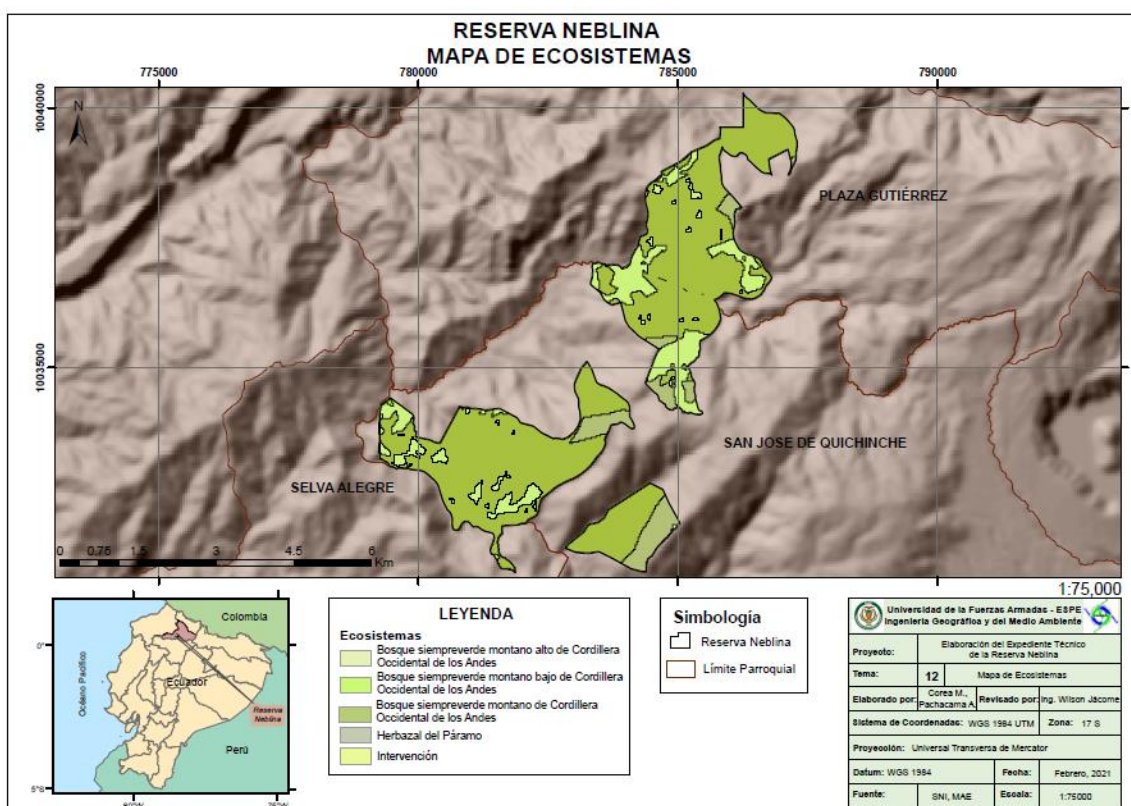 RESERVA NEBLINA
MAPA DE ECOSISTEMAS
775000 780000 785000 790000
10040000
10035000
N
PLAZA GUTIÉRREZ
SAN JOSE DE QUICHINCHE
SELVA ALEGRE
0 0.75 1.5 3 4.5 6
Km
1:75,000
Colombia
0°
Océano Pacífico
Ecuador
Reserva
Neblina
Perú
5°S
80°W 75°W
LEYENDA
Ecosistemas
Bosque siempreverde montano alto de Cordillera
Occidental de los Andes
Bosque siempreverde montano bajo de Cordillera
Occidental de los Andes
Bosque siempreverde montano de Cordillera
Occidental de los Andes
Herbazal del Páramo
Intervención
Simbología
Reserva Neblina
Límite Parroquial
Universidad de la Fuerzas Armadas - ESPE
Ingeniería Geográfica y del Medio Ambiente
Proyecto: Elaboración del Expediente Técnico
de la Reserva Neblina
Tema: 12 Mapa de Ecosistemas
Elaborado por: Corea M., Pachacama A. Revisado por: Ing. Wilson Jácome
Sistema de Coordenadas: WGS 1984 UTM Zona: 17 S
Proyección: Universal Transversa de Mercator
Datum: WGS 1984 Fecha: Febrero, 2021
Fuente: SNI, MAE Escala: 1:75000